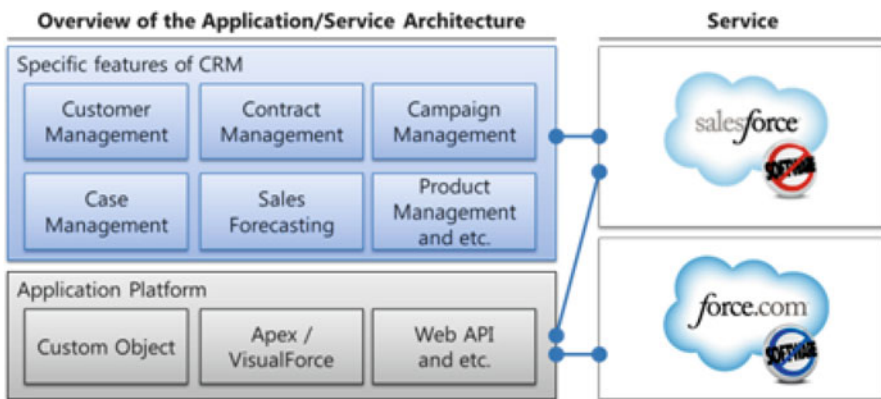 Overview of the Application/Service Architecture
Service
Specific features of CRM
Customer
Management
Contract
Management
Campaign
Management
Case
Management
Sales
Forecasting
Product
Management
and etc.
salesforce
SOFTWARE
Application Platform
Custom Object
Apex /
VisualForce
Web API
and etc.
force.com
SOFTWARE